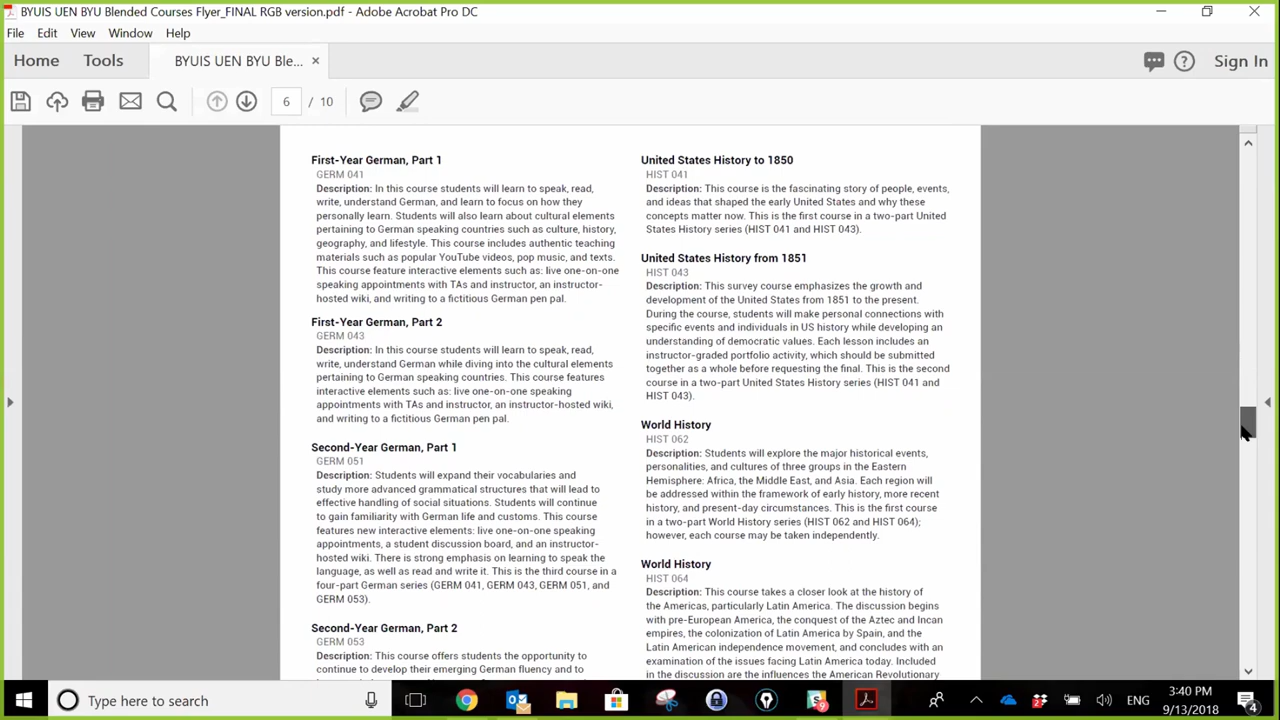 BYUIS UEN BYU Blended Courses Flyer_FINAL RGB version.pdf - Adobe Acrobat Pro DC
File Edit View Window Help
Home Tools BYUIS UEN BYU Ble... × Sign In
6 / 10
First-Year German, Part 1
GERM 041
Description: In this course students will learn to speak, read,
write, understand German, and learn to focus on how they
personally learn. Students will also learn about cultural elements
pertaining to German speaking countries such as culture, history,
geography, and lifestyle. This course includes authentic teaching
materials such as popular YouTube videos, pop music, and texts.
This course feature interactive elements such as: live one-on-one
speaking appointments with TAs and instructor, an instructor-
hosted wiki, and writing to a fictitious German pen pal.
First-Year German, Part 2
GERM 043
Description: In this course students will learn to speak, read,
write, understand German while diving into the cultural elements
pertaining to German speaking countries. This course features
interactive elements such as: live one-on-one speaking
appointments with TAs and instructor, an instructor-hosted wiki,
and writing to a fictitious German pen pal.
Second-Year German, Part 1
GERM 051
Description: Students will expand their vocabularies and
study more advanced grammatical structures that will lead to
effective handling of social situations. Students will continue
to gain familiarity with German life and customs. This course
features new interactive elements: live one-on-one speaking
appointments, a student discussion board, and an instructor-
hosted wiki. There is strong emphasis on learning to speak the
language, as well as read and write it. This is the third course in a
four-part German series (GERM 041, GERM 043, GERM 051, and
GERM 053).
Second-Year German, Part 2
GERM 053
Description: This course offers students the opportunity to
continue to develop their emerging German fluency and to
United States History to 1850
HIST 041
Description: This course is the fascinating story of people, events,
and ideas that shaped the early United States and why these
concepts matter now. This is the first course in a two-part United
States History series (HIST 041 and HIST 043).
United States History from 1851
HIST 043
Description: This survey course emphasizes the growth and
development of the United States from 1851 to the present.
During the course, students will make personal connections with
specific events and individuals in US history while developing an
understanding of democratic values. Each lesson includes an
instructor-graded portfolio activity, which should be submitted
together as a whole before requesting the final. This is the second
course in a two-part United States History series (HIST 041 and
HIST 043).
World History
HIST 062
Description: Students will explore the major historical events,
personalities, and cultures of three groups in the Eastern
Hemisphere: Africa, the Middle East, and Asia. Each region will
be addressed within the framework of early history, more recent
history, and present-day circumstances. This is the first course
in a two-part World History series (HIST 062 and HIST 064);
however, each course may be taken independently.
World History
HIST 064
Description: This course takes a closer look at the history of
the Americas, particularly Latin America. The discussion begins
with pre-European America, the conquest of the Aztec and Incan
empires, the colonization of Latin America by Spain, and the
Latin American independence movement, and concludes with an
examination of the issues facing Latin America today. Included
in the discussion are the influences the American Revolutionary
Type here to search
ENG
3:40 PM
9/13/2018
4